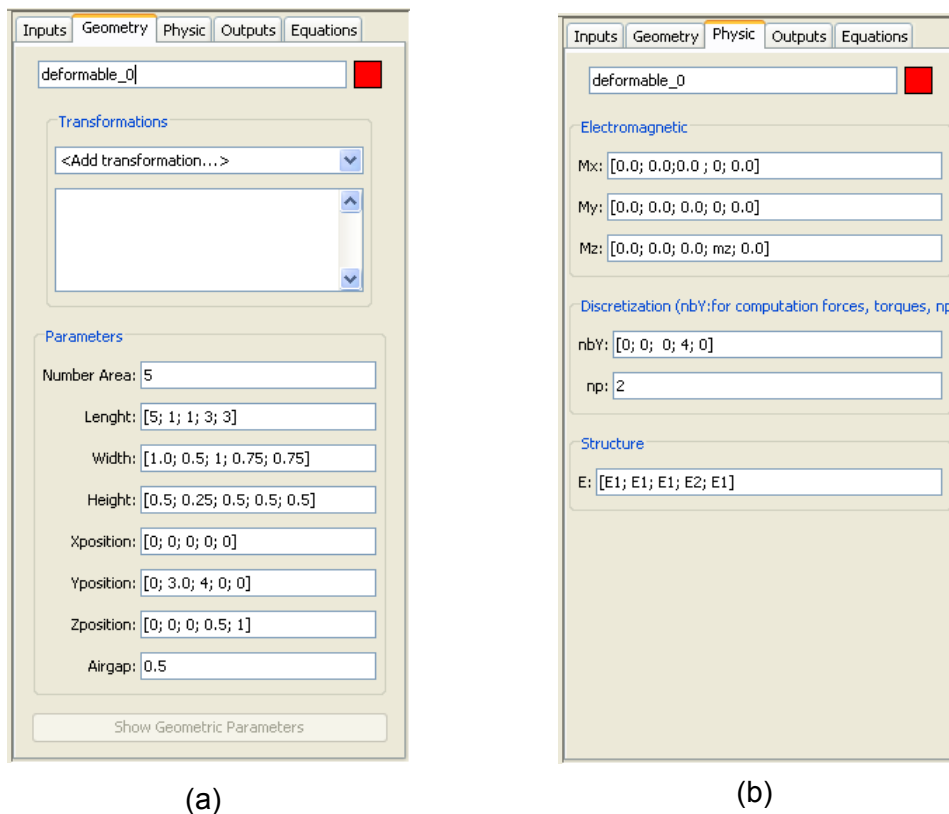 Inputs Geometry Physic Outputs Equations
deformable_0
Transformations
<Add transformation...>
Parameters
Number Area: 5
Lenght: [5; 1; 1; 3; 3]
Width: [1.0; 0.5; 1; 0.75; 0.75]
Height: [0.5; 0.25; 0.5; 0.5; 0.5]
Xposition: [0; 0; 0; 0; 0]
Yposition: [0; 3.0; 4; 0; 0]
Zposition: [0; 0; 0; 0.5; 1]
Airgap: 0.5
Show Geometric Parameters
(a)
Inputs Geometry Physic Outputs Equations
deformable_0
Electromagnetic
Mx: [0.0; 0.0;0.0 ; 0; 0.0]
My: [0.0; 0.0; 0.0; 0; 0.0]
Mz: [0.0; 0.0; 0.0; mz; 0.0]
Discretization (nbY:for computation forces, torques, np
nbY: [0; 0; 0; 4; 0]
np: 2
Structure
E: [E1; E1; E1; E2; E1]
(b)